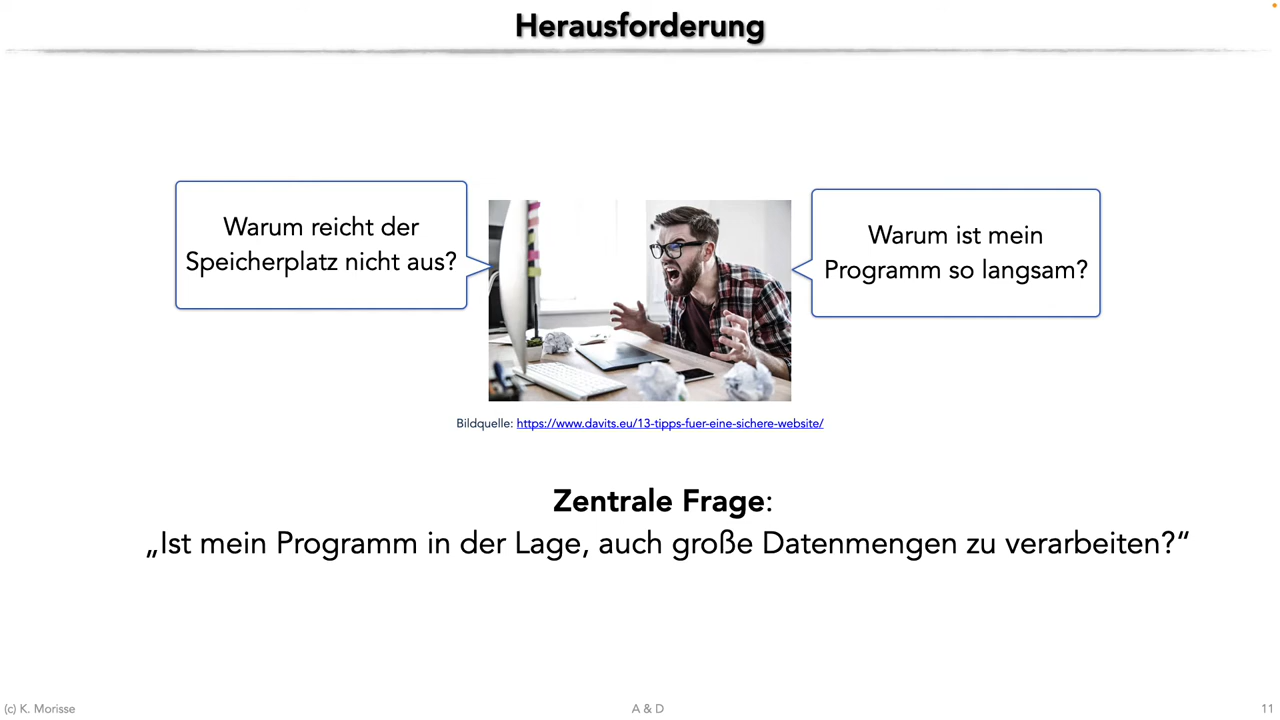 Herausforderung
Warum reicht der
Speicherplatz nicht aus?
Warum ist mein
Programm so langsam?
Bildquelle: https://www.davits.eu/13-tipps-fuer-eine-sichere-website/
Zentrale Frage:
„Ist mein Programm in der Lage, auch große Datenmengen zu verarbeiten?“
(c) K. Morisse
A & D
11